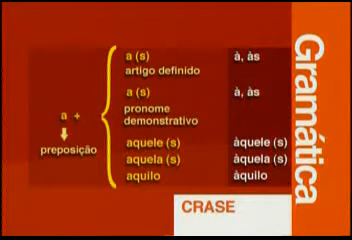 a (s) à, às
artigo definido
a (s) à, às
pronome
demonstrativo
a +
preposição
aquele (s) àquele (s)
aquela (s) àquela (s)
aquilo àquilo
CRASE
Gramática